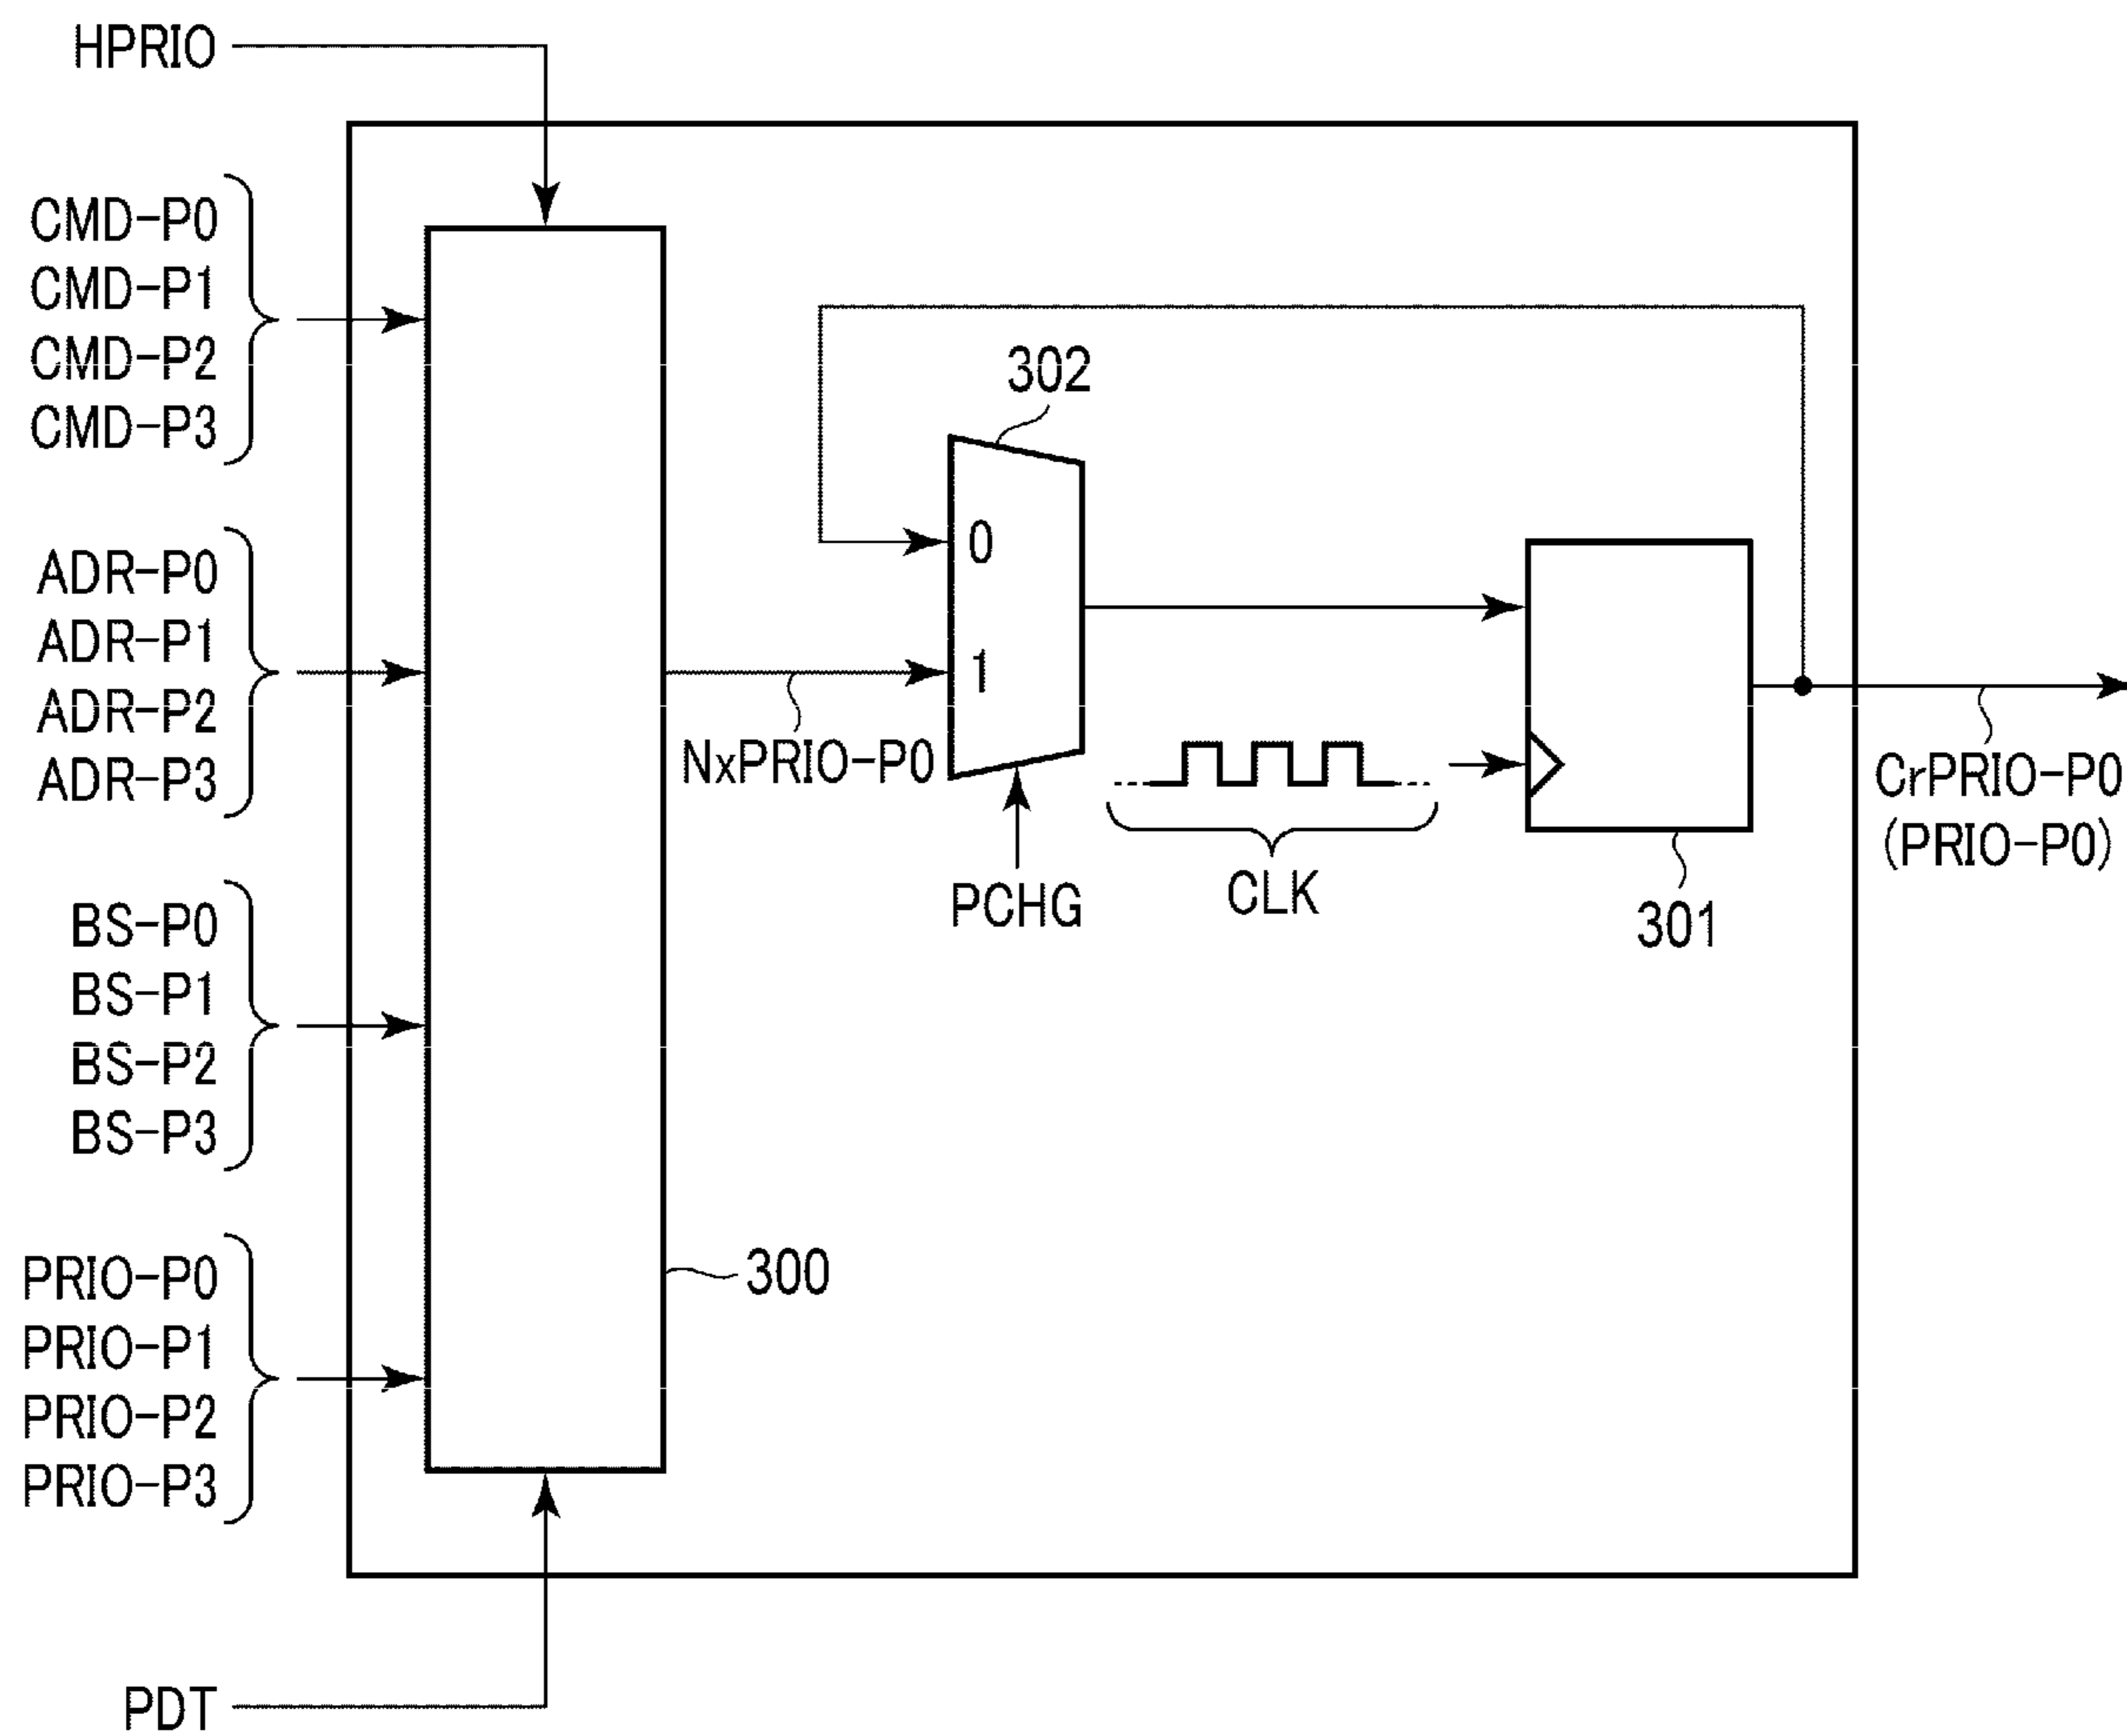 HPRIO
CMD-P0
CMD-P1
CMD-P2
CMD-P3
ADR-P0
ADR-P1
ADR-P2
ADR-P3
BS-P0
BS-P1
BS-P2
BS-P3
PRIO-P0
PRIO-P1
PRIO-P2
PRIO-P3
PDT
300
NxPRIO-P0
302
0
1
PCHG
CLK
301
CrPRIO-P0
(PRIO-P0)